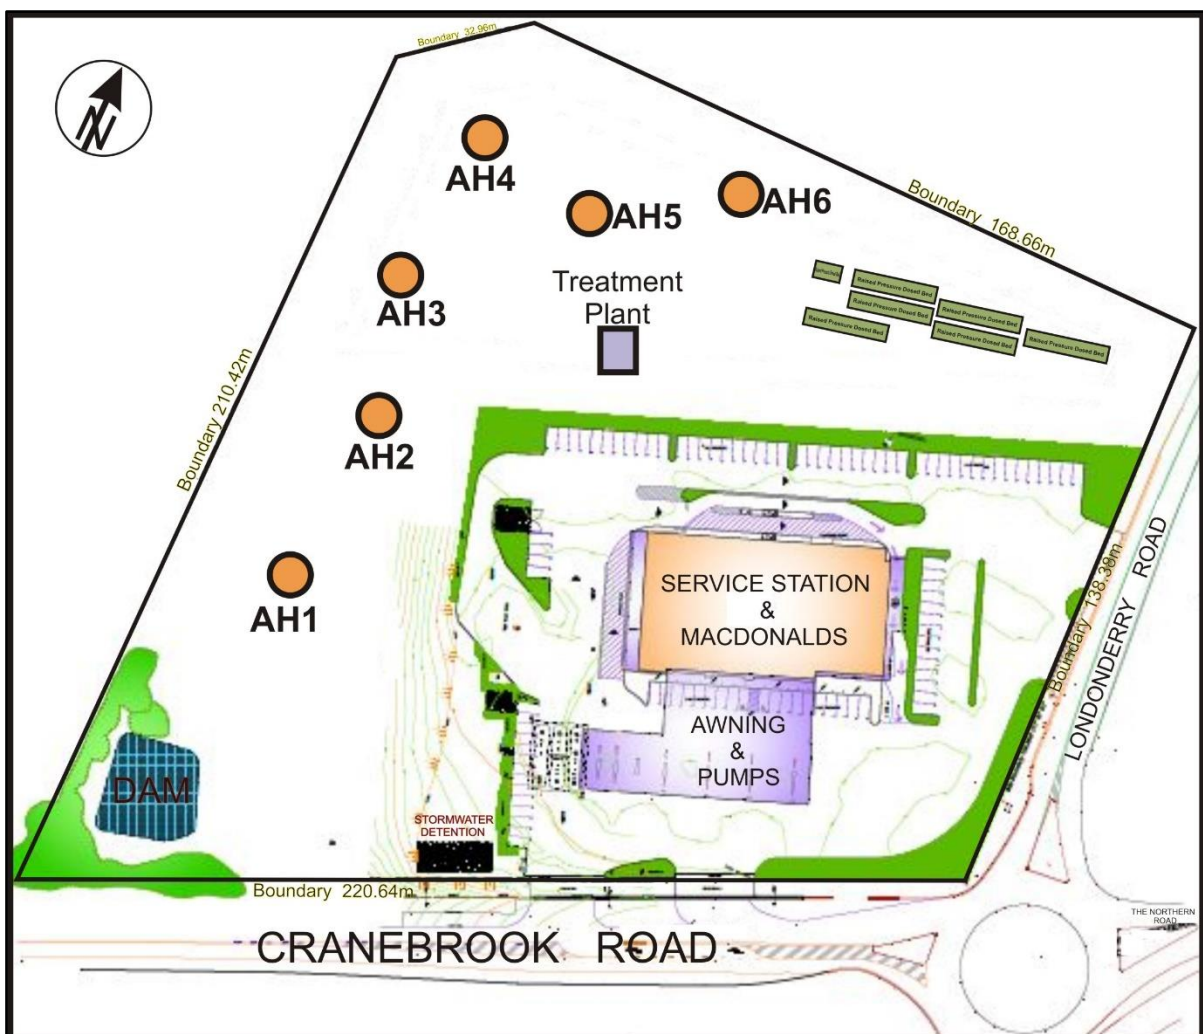 Boundary 32.96m
N
AH4
AH5
AH6
Boundary 168.66m
AH3
Treatment
Plant
Raised Pressure Dosed Bed
Raised Pressure Dosed Bed
Raised Pressure Dosed Bed
Raised Pressure Dosed Bed
Raised Pressure Dosed Bed
Raised Pressure Dosed Bed
Boundary 210.42m
AH2
AH1
SERVICE STATION
&
MACDONALDS
Boundary 138.38m
LONDONDERRY ROAD
AWNING
&
PUMPS
DAM
STORMWATER
DETENTION
Boundary 220.64m
THE NORTHERN
ROAD
CRANEBROOK ROAD